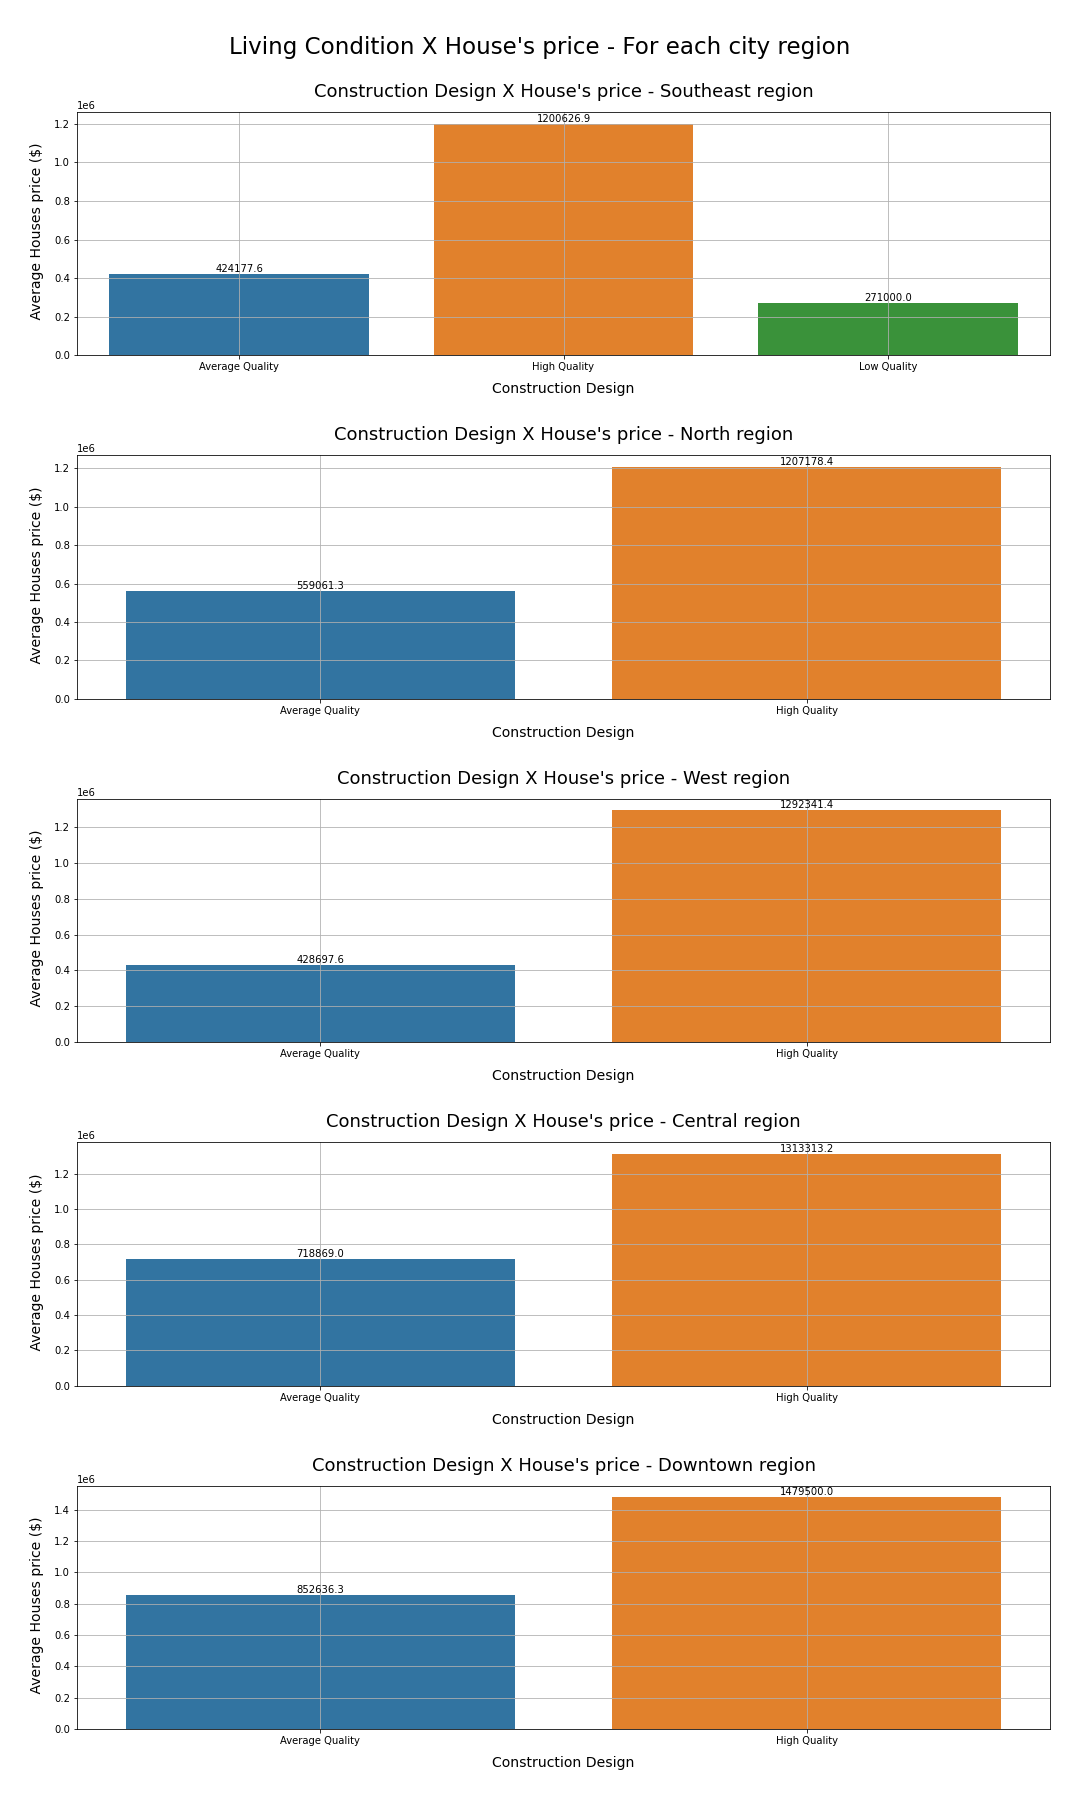 Living Condition X House's price - For each city region
Construction Design X House's price - Southeast region
1e6
Average Houses price ($)
1.2
1.0
0.8
0.6
0.4
0.2
0.0
424177.6
1200626.9
271000.0
Average Quality
High Quality
Low Quality
Construction Design
Construction Design X House's price - North region
1e6
Average Houses price ($)
1.2
1.0
0.8
0.6
0.4
0.2
0.0
559061.3
1207178.4
Average Quality
High Quality
Construction Design
Construction Design X House's price - West region
1e6
Average Houses price ($)
1.2
1.0
0.8
0.6
0.4
0.2
0.0
428697.6
1292341.4
Average Quality
High Quality
Construction Design
Construction Design X House's price - Central region
1e6
Average Houses price ($)
1.2
1.0
0.8
0.6
0.4
0.2
0.0
718869.0
1313313.2
Average Quality
High Quality
Construction Design
Construction Design X House's price - Downtown region
1e6
Average Houses price ($)
1.4
1.2
1.0
0.8
0.6
0.4
0.2
0.0
852636.3
1479500.0
Average Quality
High Quality
Construction Design